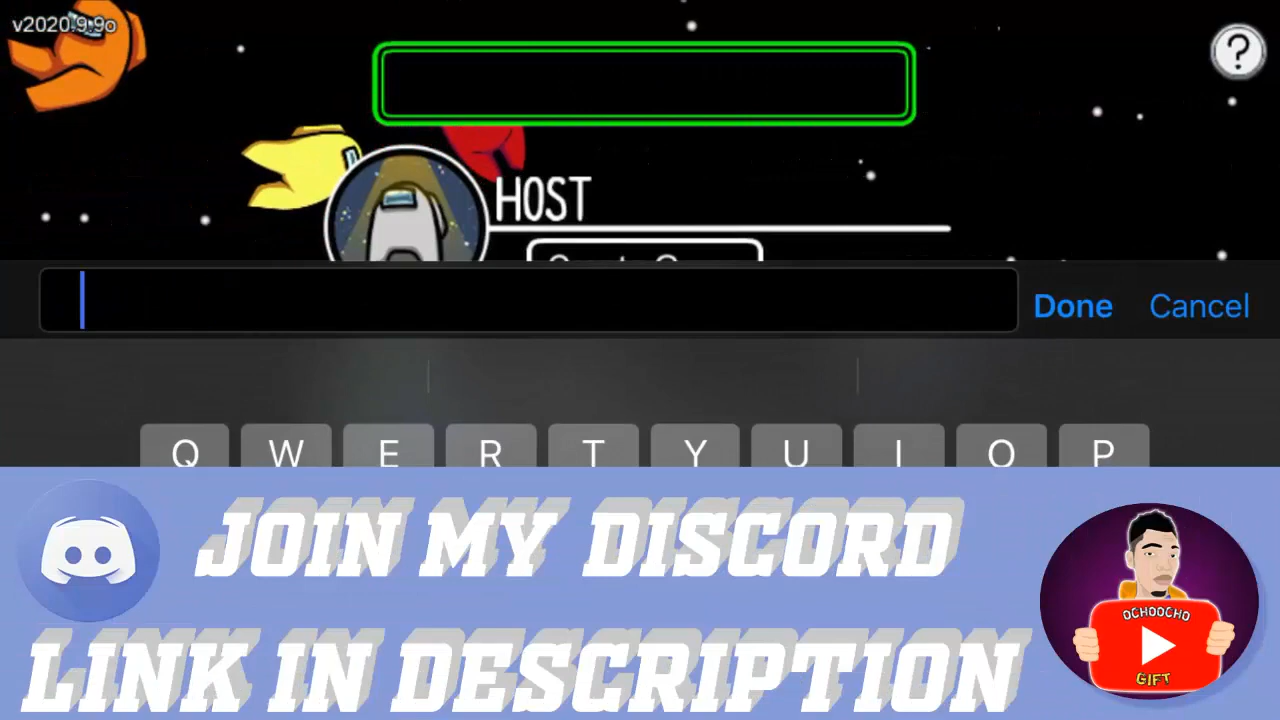 v2020.9.9o
?
HOST
Done Cancel
Q W E R T Y U I O P
JOIN MY DISCORD
LINK IN DESCRIPTION
OCHOOCHO
GIFT